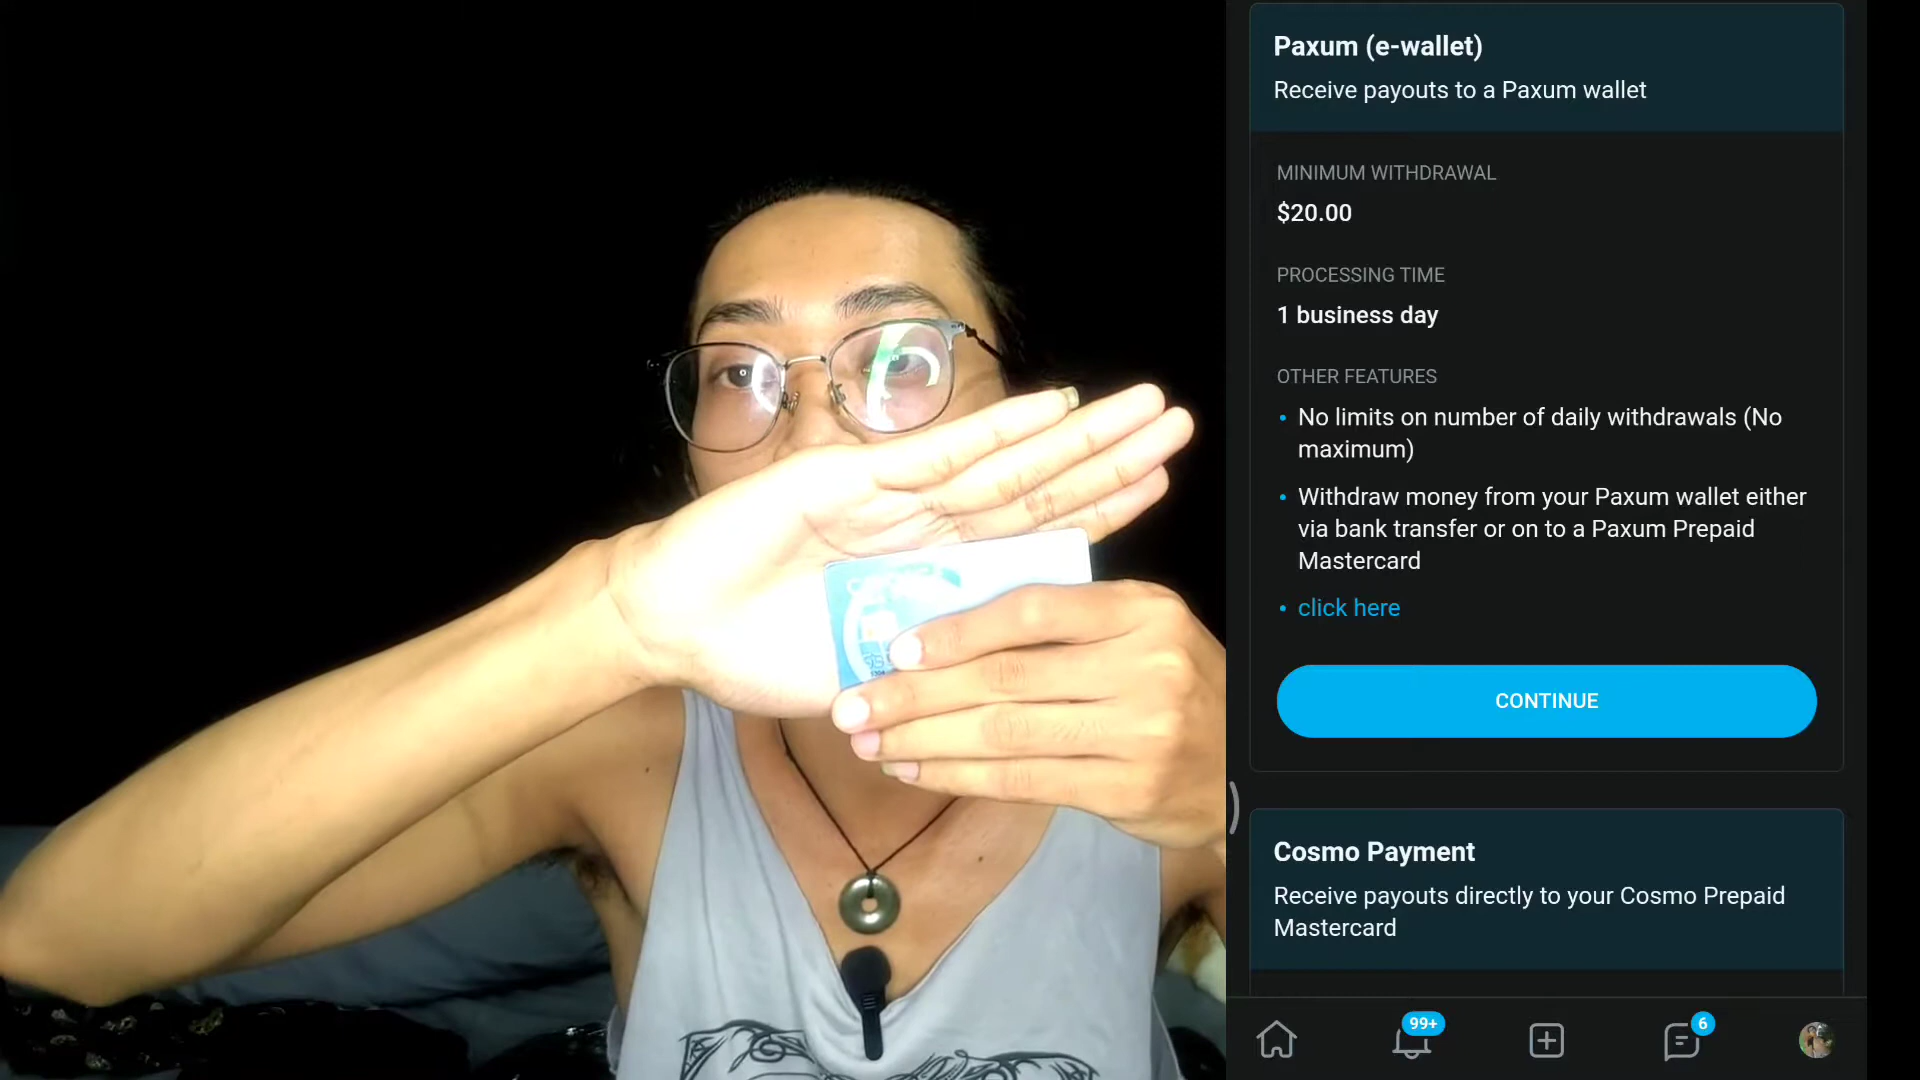 Paxum (e-wallet)
Receive payouts to a Paxum wallet
MINIMUM WITHDRAWAL
$20.00
PROCESSING TIME
1 business day
OTHER FEATURES
• No limits on number of daily withdrawals (No
maximum)
• Withdraw money from your Paxum wallet either
via bank transfer or on to a Paxum Prepaid
Mastercard
• click here
CONTINUE
Cosmo Payment
Receive payouts directly to your Cosmo Prepaid
Mastercard
99+
6